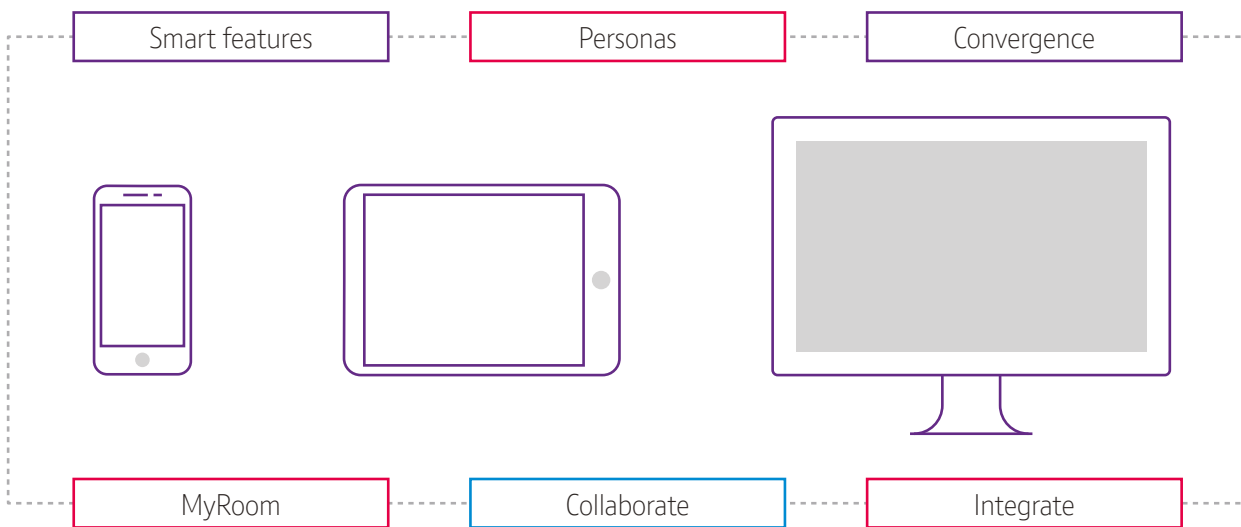 Smart features
Personas
Convergence
MyRoom
Collaborate
Integrate